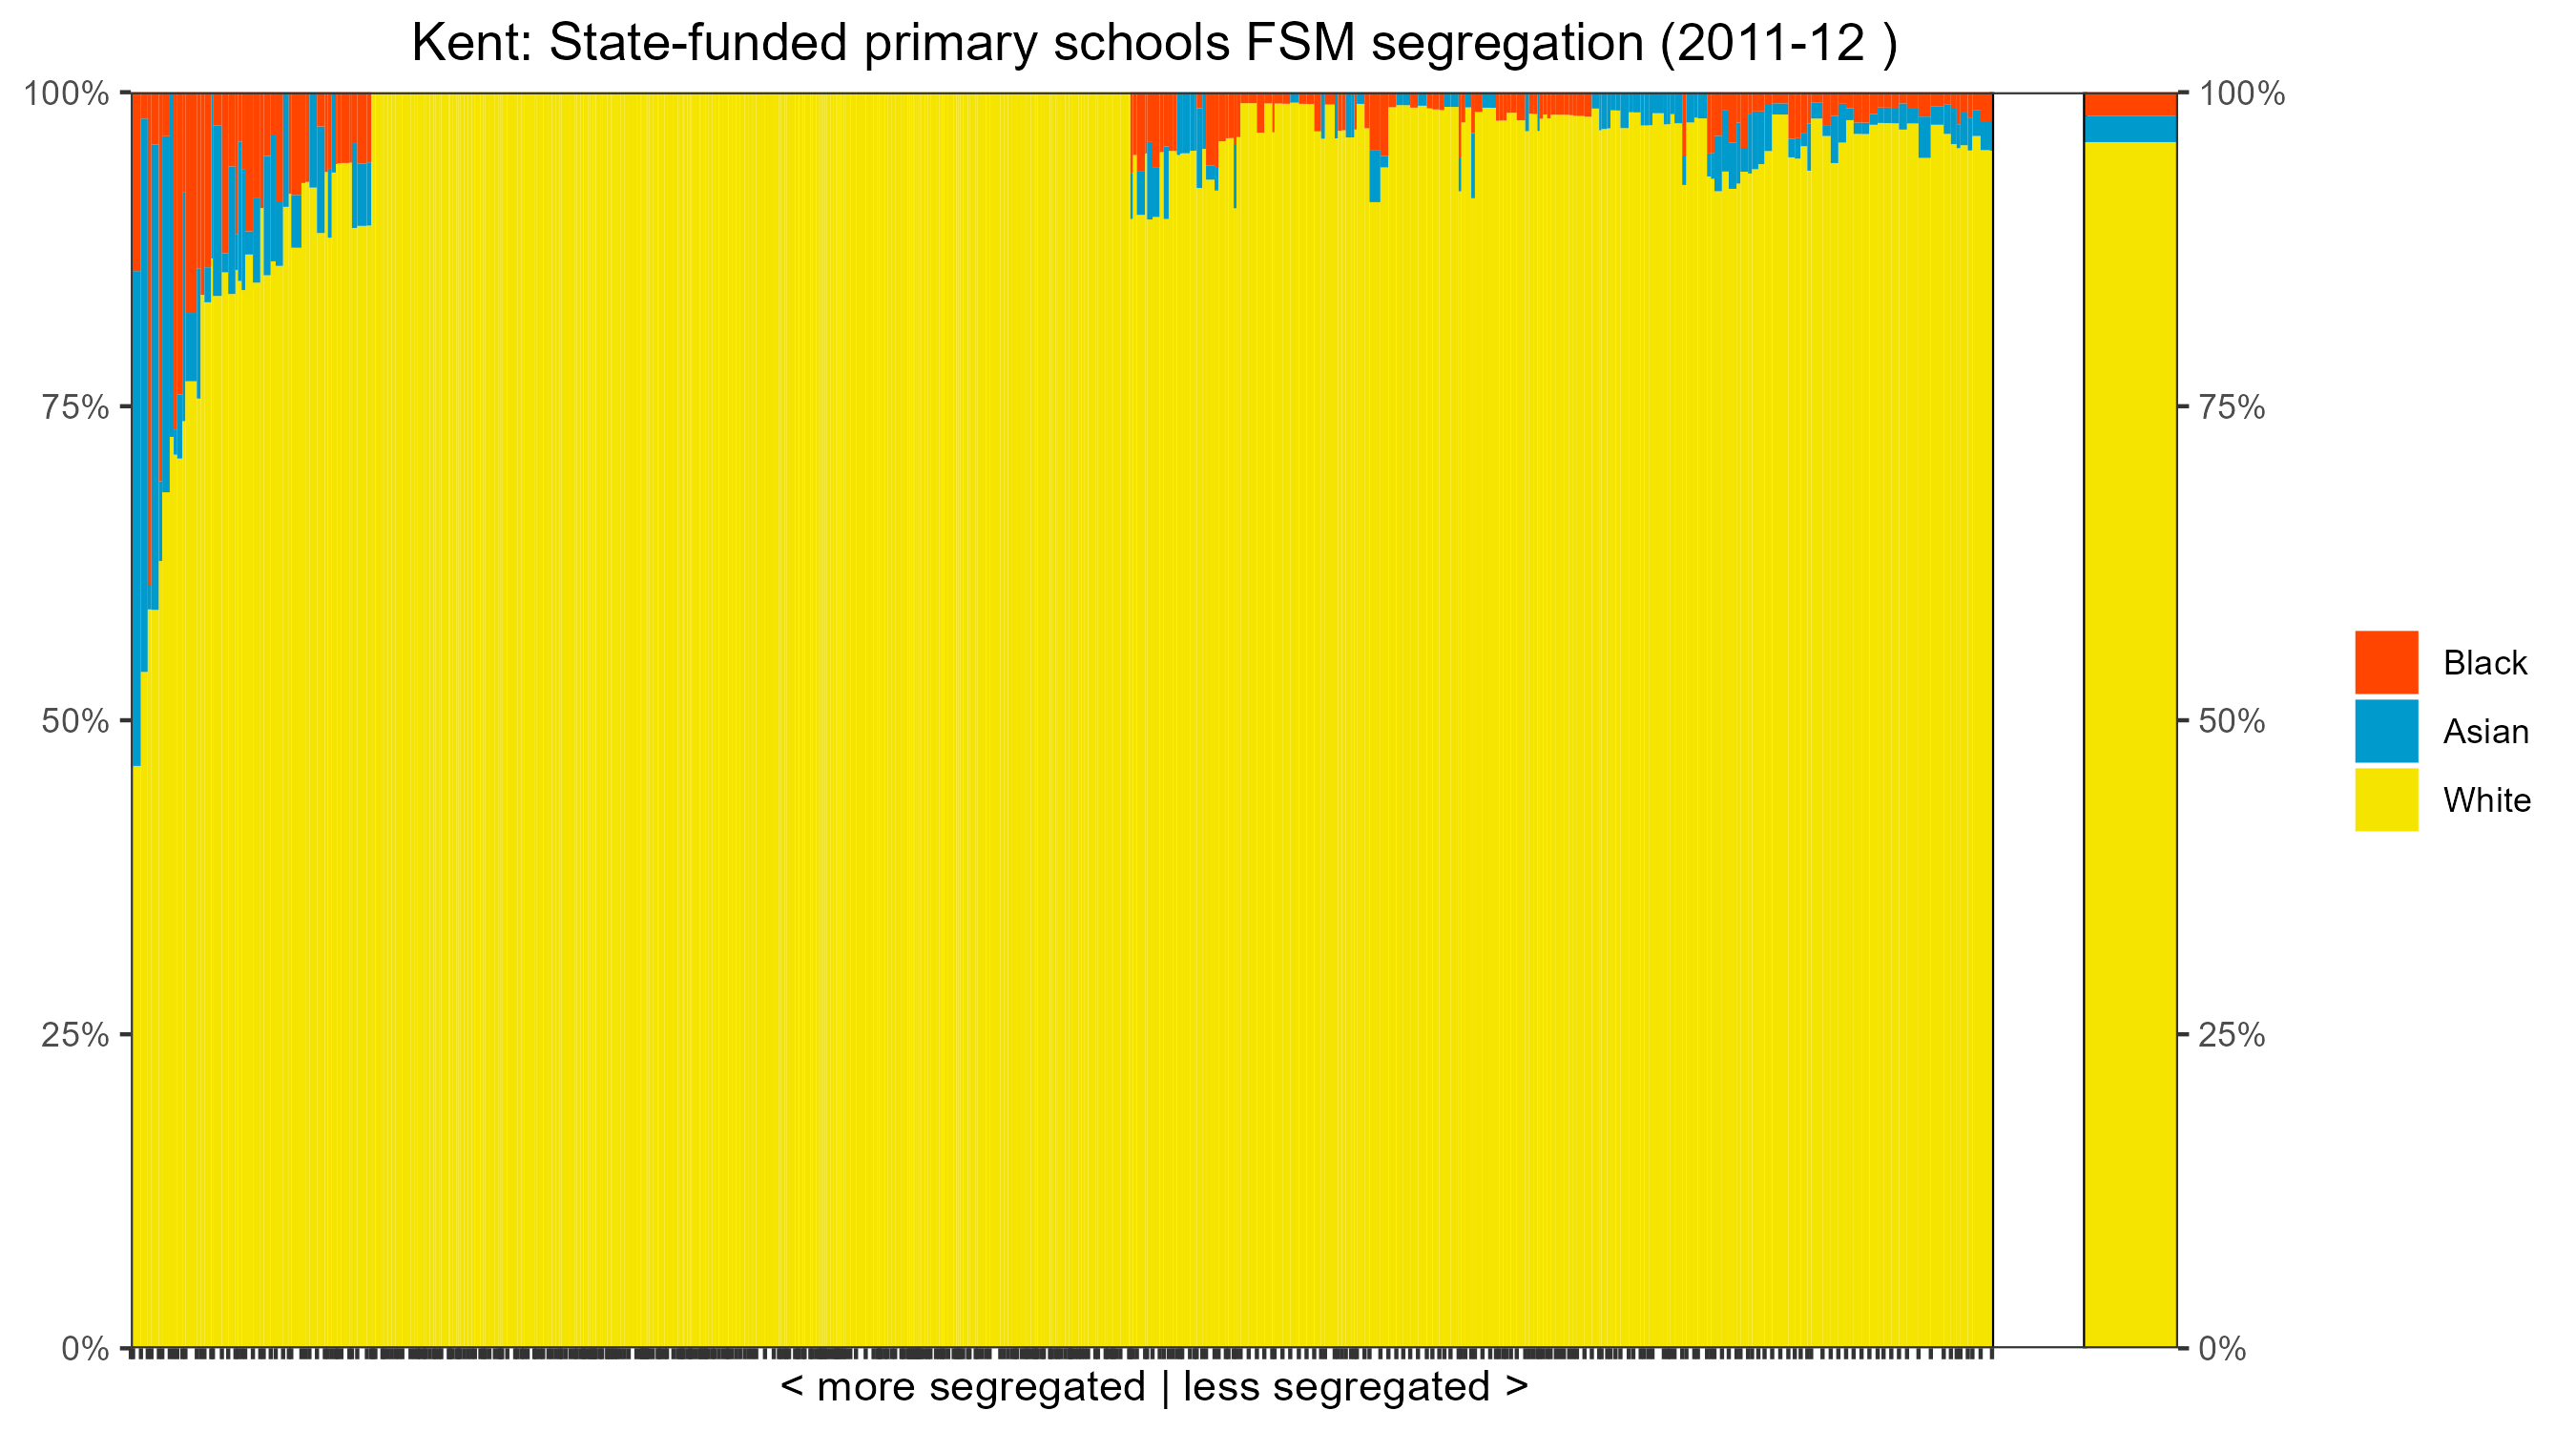 Kent: State-funded primary schools FSM segregation (2011-12 )
100%
75%
50%
25%
0%
100%
75%
50%
25%
0%
Black
Asian
White
< more segregated | less segregated >